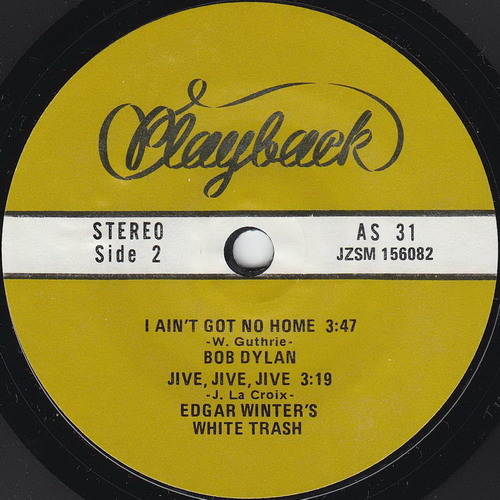 Playback
STEREO
Side 2
AS 31
JZSM 156082
I AIN'T GOT NO HOME 3:47
-W. Guthrie-
BOB DYLAN
JIVE, JIVE, JIVE 3:19
-J. La Croix-
EDGAR WINTER'S
WHITE TRASH